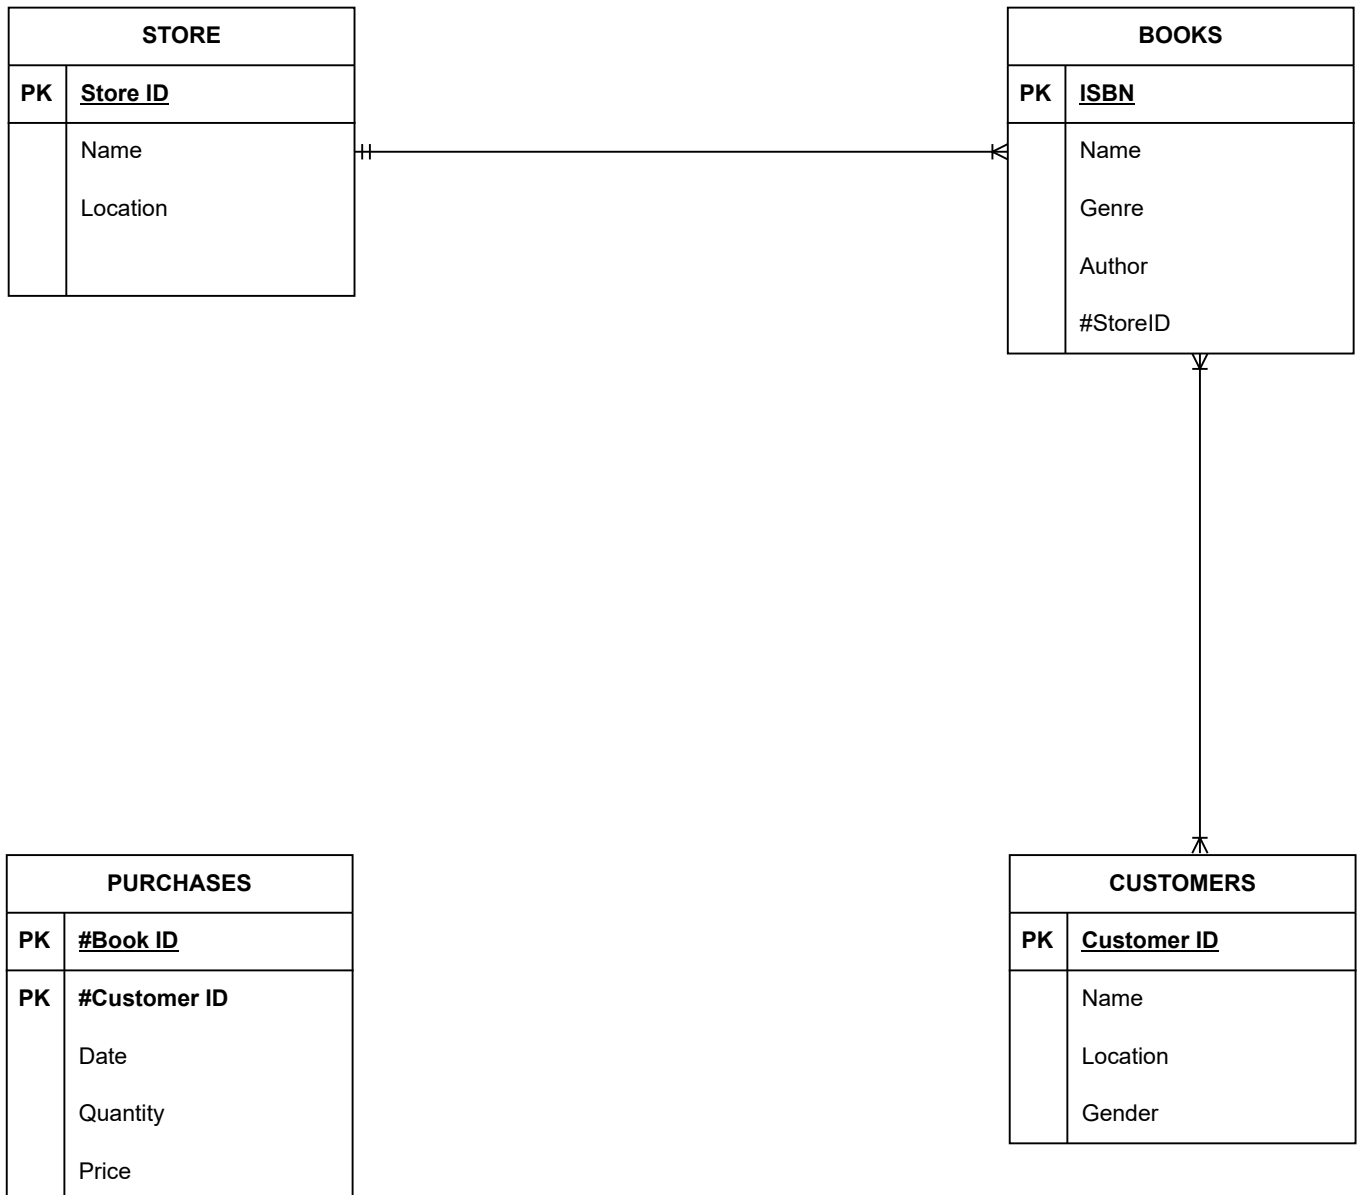 STORE
PK Store ID
Name
Location
BOOKS
PK ISBN
Name
Genre
Author
#StoreID
PURCHASES
PK #Book ID
PK #Customer ID
Date
Quantity
Price
CUSTOMERS
PK Customer ID
Name
Location
Gender